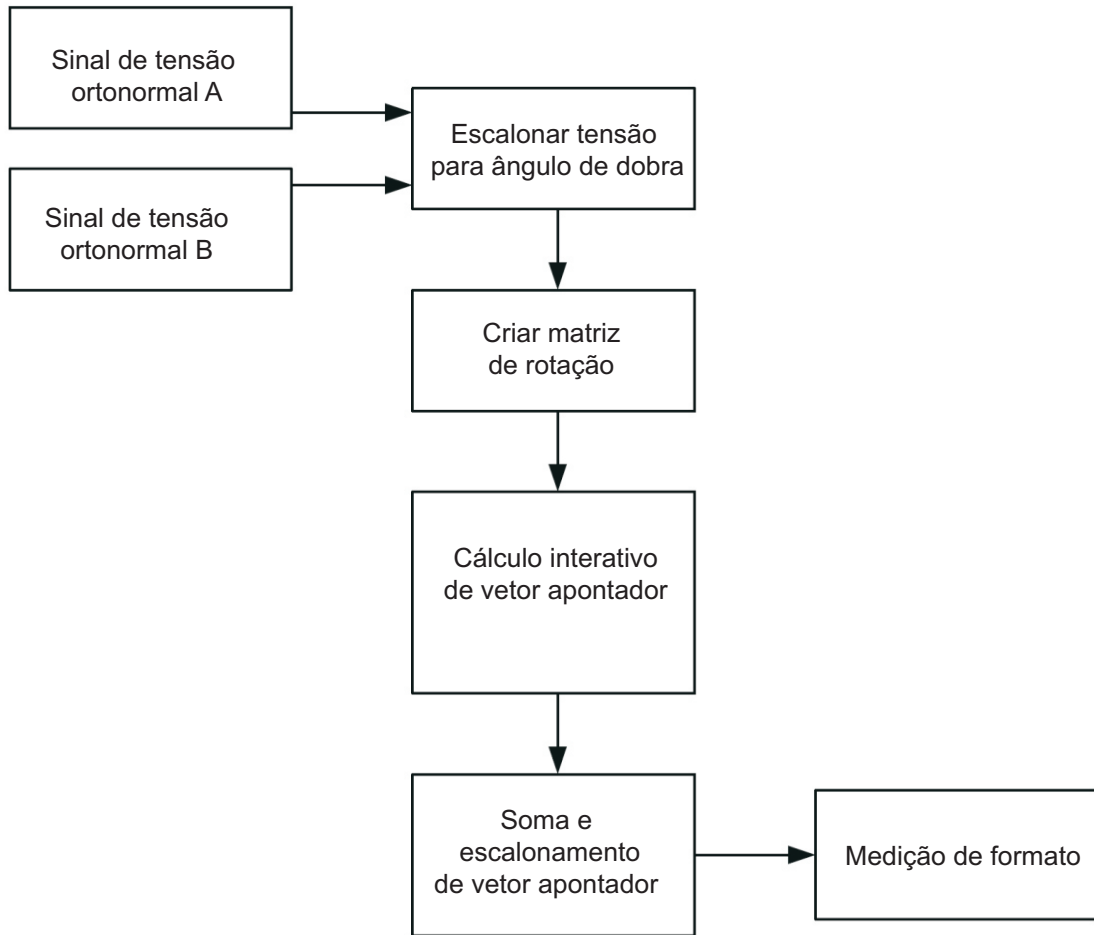 Sinal de tensão
ortonormal A
Sinal de tensão
ortonormal B
Escalonar tensão
para ângulo de dobra
Criar matriz
de rotação
Cálculo interativo
de vetor apontador
Soma e
escalonamento
de vetor apontador
Medição de formato